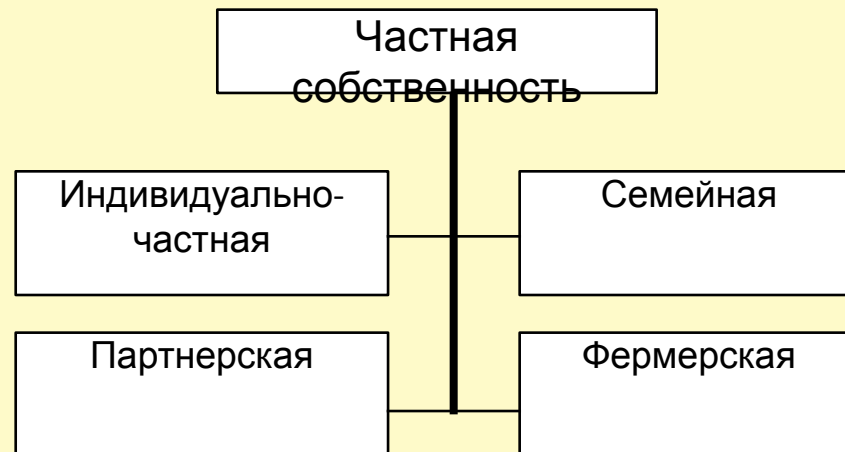 Частная
собственность
Индивидуально-
частная
Семейная
Партнерская
Фермерская